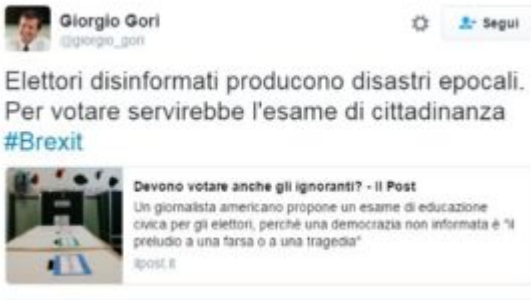 Giorgio Gori
@giorgio_gori
Segui
Elettori disinformati producono disastri epocali.
Per votare servirebbe l'esame di cittadinanza
#Brexit
Devono votare anche gli ignoranti? - Il Post
Un giornalista americano propone un esame di educazione
civica per gli elettori, perché una democrazia non informata è "il
preludio a una farsa o a una tragedia"
ilpost.it